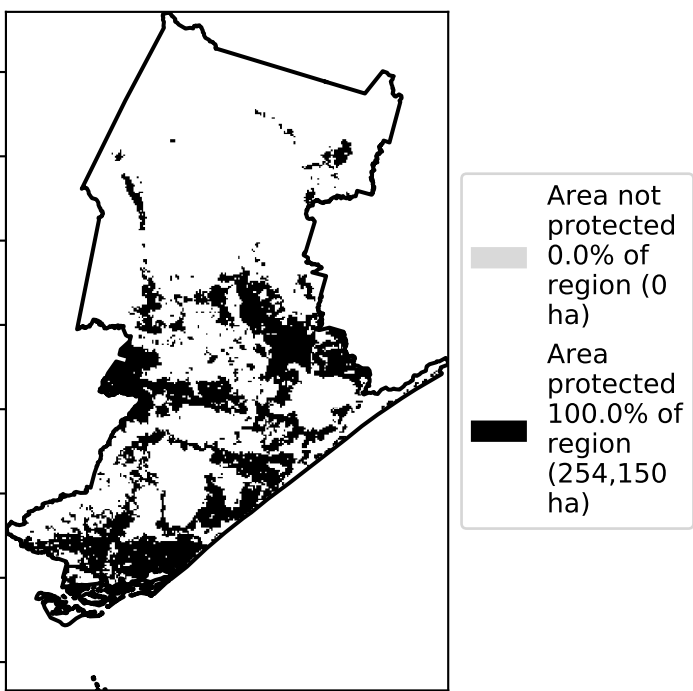 Area not
protected
0.0% of
region (0
ha)
Area
protected
100.0% of
region
(254,150
ha)